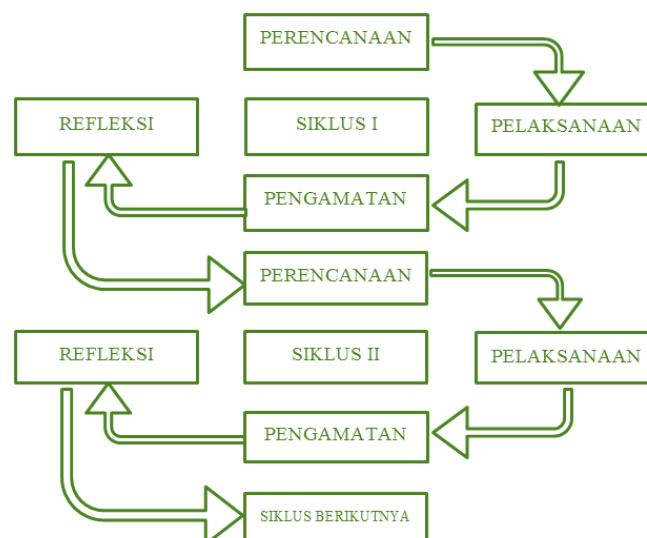 PERENCANAAN
REFLEKSI
SIKLUS I
PELAKSANAAN
PENGAMATAN
PERENCANAAN
REFLEKSI
SIKLUS II
PELAKSANAAN
PENGAMATAN
SIKLUS BERIKUTNYA